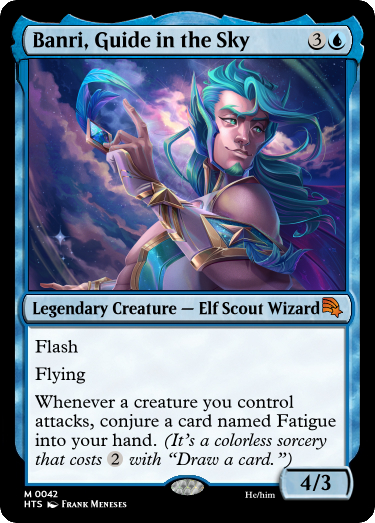 Banri, Guide in the Sky 3
Legendary Creature — Elf Scout Wizard
Flash
Flying
Whenever a creature you control
attacks, conjure a card named Fatigue
into your hand. (It's a colorless sorcery
that costs 2 with “Draw a card.”)
4/3
M 0042
He/him
HTS Frank Meneses